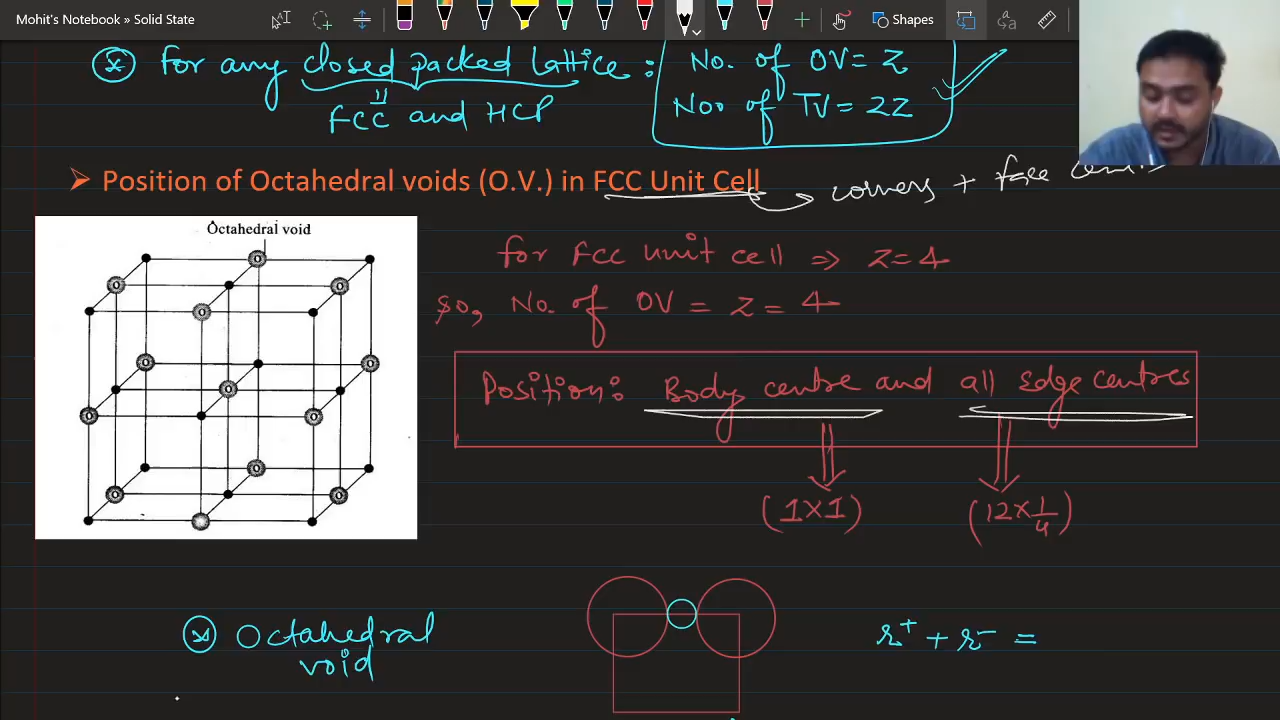 Mohit's Notebook » Solid State
Shapes
for any closed packed lattice :
FCC and HCP
No. of OV = Z
No. of TV = 2Z
Position of Octahedral voids (O.V.) in FCC Unit Cell
corners + face
Octahedral void
for FCC unit cell ⇒ Z = 4
so, No. of OV = Z = 4
Position: Body centre and all Edge centres
(1×1) (12×1/4)
Octahedral
void
r⁺ + r⁻ =